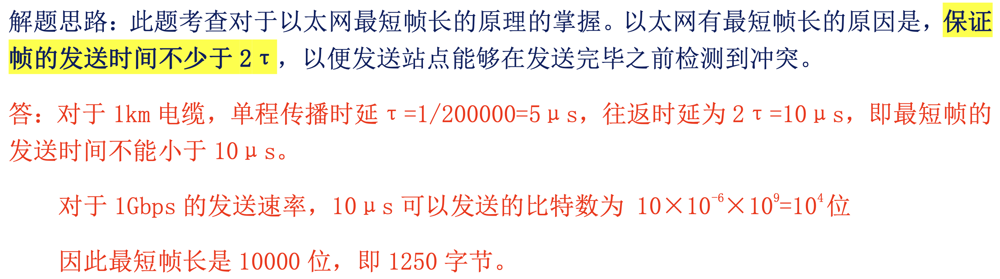 解题思路：此题考查对于以太网最短帧长的原理的掌握。以太网有最短帧长的原因是，保证
帧的发送时间不少于 2τ，以便发送站点能够在发送完毕之前检测到冲突。
答：对于 1km 电缆，单程传播时延τ=1/200000=5μs，往返时延为 2τ=10μs，即最短帧的
发送时间不能小于 10μs。
对于 1Gbps 的发送速率，10μs 可以发送的比特数为 10×10⁻⁶×10⁹=10⁴位
因此最短帧长是 10000 位，即 1250 字节。